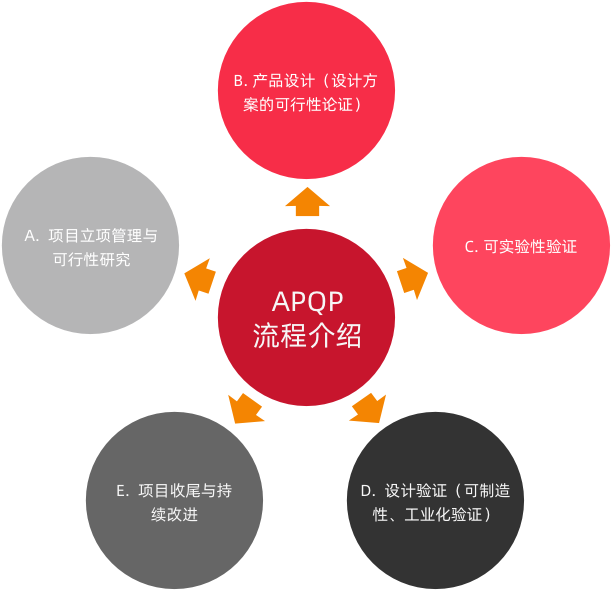 B. 产品设计（设计方
案的可行性论证）
A.  项目立项管理与
可行性研究
C. 可实验性验证
APQP
流程介绍
E.  项目收尾与持
续改进
D.  设计验证（可制造
性、工业化验证）